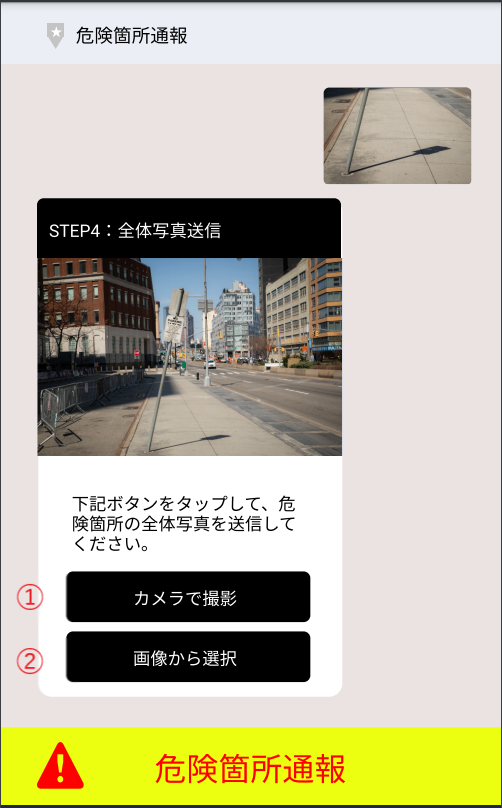 危険箇所通報
STEP4：全体写真送信
下記ボタンをタップして、危
険箇所の全体写真を送信して
ください。
① カメラで撮影
② 画像から選択
危険箇所通報